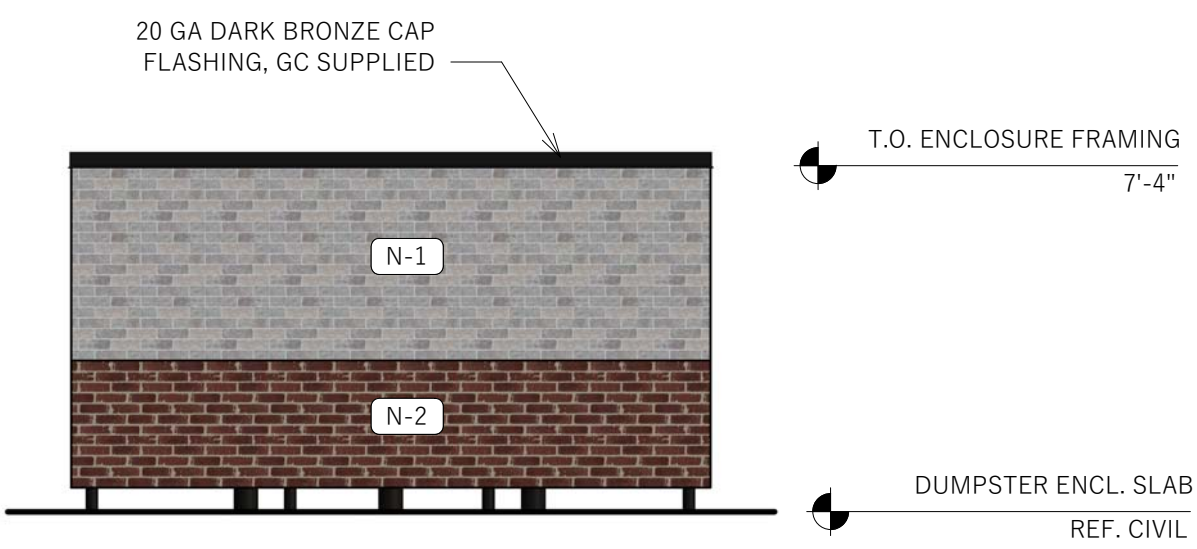 20 GA DARK BRONZE CAP
FLASHING, GC SUPPLIED
T.O. ENCLOSURE FRAMING
7'-4"
N-1
N-2
DUMPSTER ENCL. SLAB
REF. CIVIL